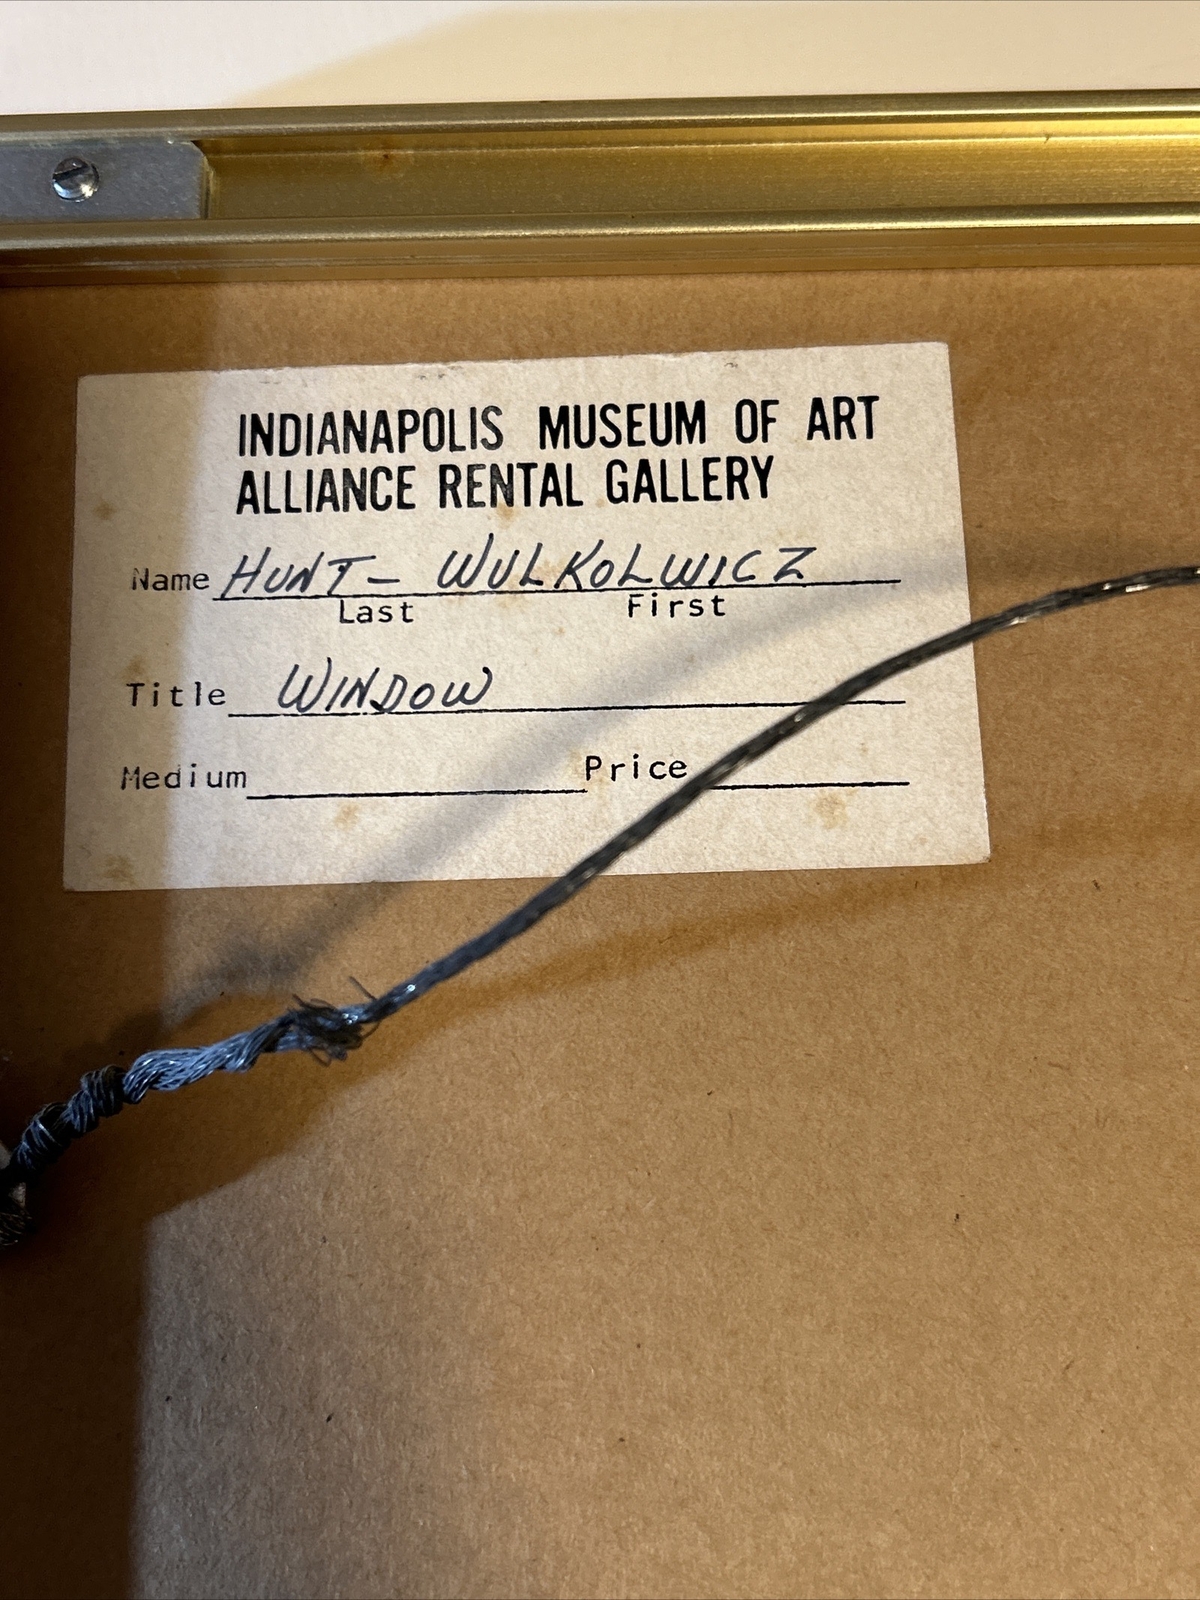 INDIANAPOLIS MUSEUM OF ART
ALLIANCE RENTAL GALLERY
Name HUNT- WULKOLWICZ
Last First
Title WINDOW
Medium Price